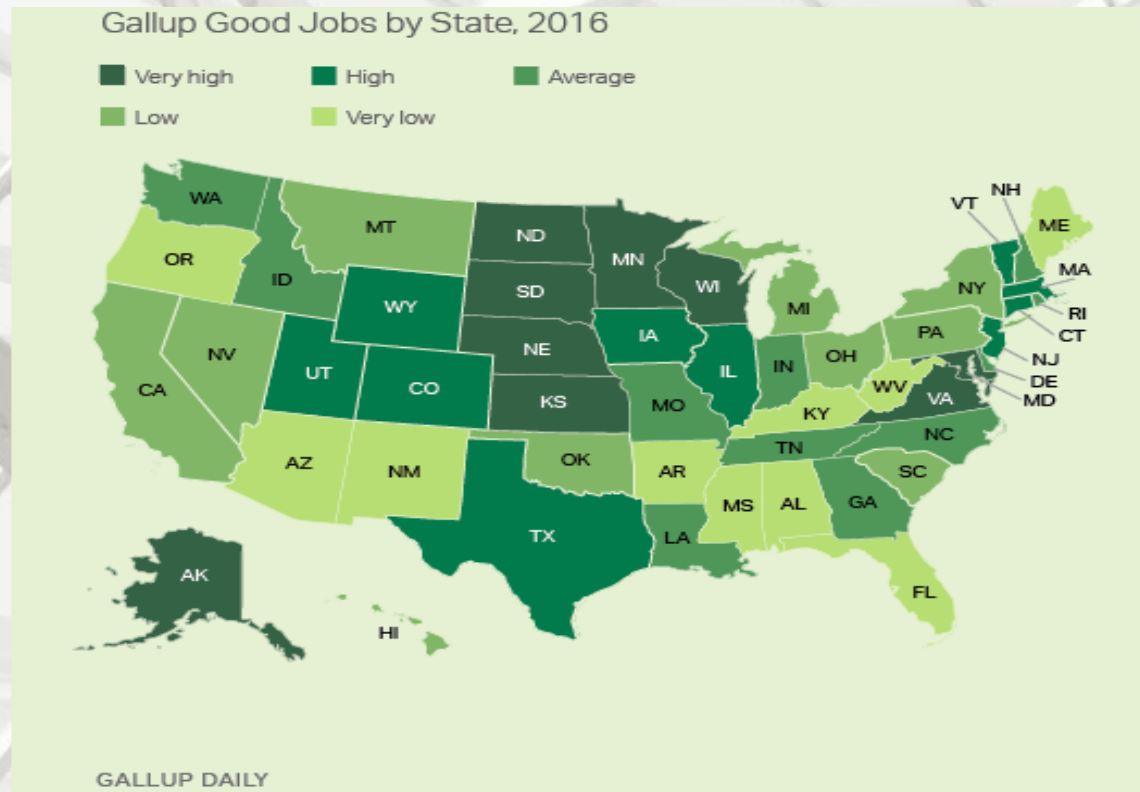 Gallup Good Jobs by State, 2016
Very high
High
Average
Low
Very low
WA
MT
ND
MN
VT
NH
ME
OR
ID
SD
WI
MA
WY
NY
MI
RI
CT
NV
IA
PA
NJ
UT
NE
IL
IN
OH
DE
CA
CO
WV
MD
KS
MO
VA
KY
AZ
NM
OK
TN
NC
AR
SC
MS
AL
GA
TX
LA
AK
FL
HI
GALLUP DAILY